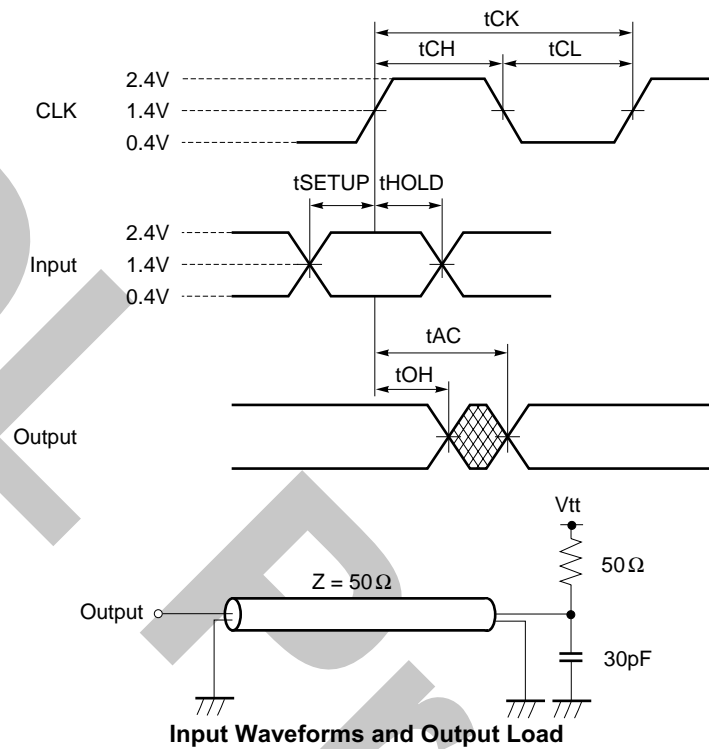 tCK
tCH tCL
2.4V
CLK 1.4V
0.4V
tSETUP tHOLD
2.4V
Input 1.4V
0.4V
tAC
tOH
Output
Vtt
Z = 50Ω 50Ω
Output
30pF
Input Waveforms and Output Load